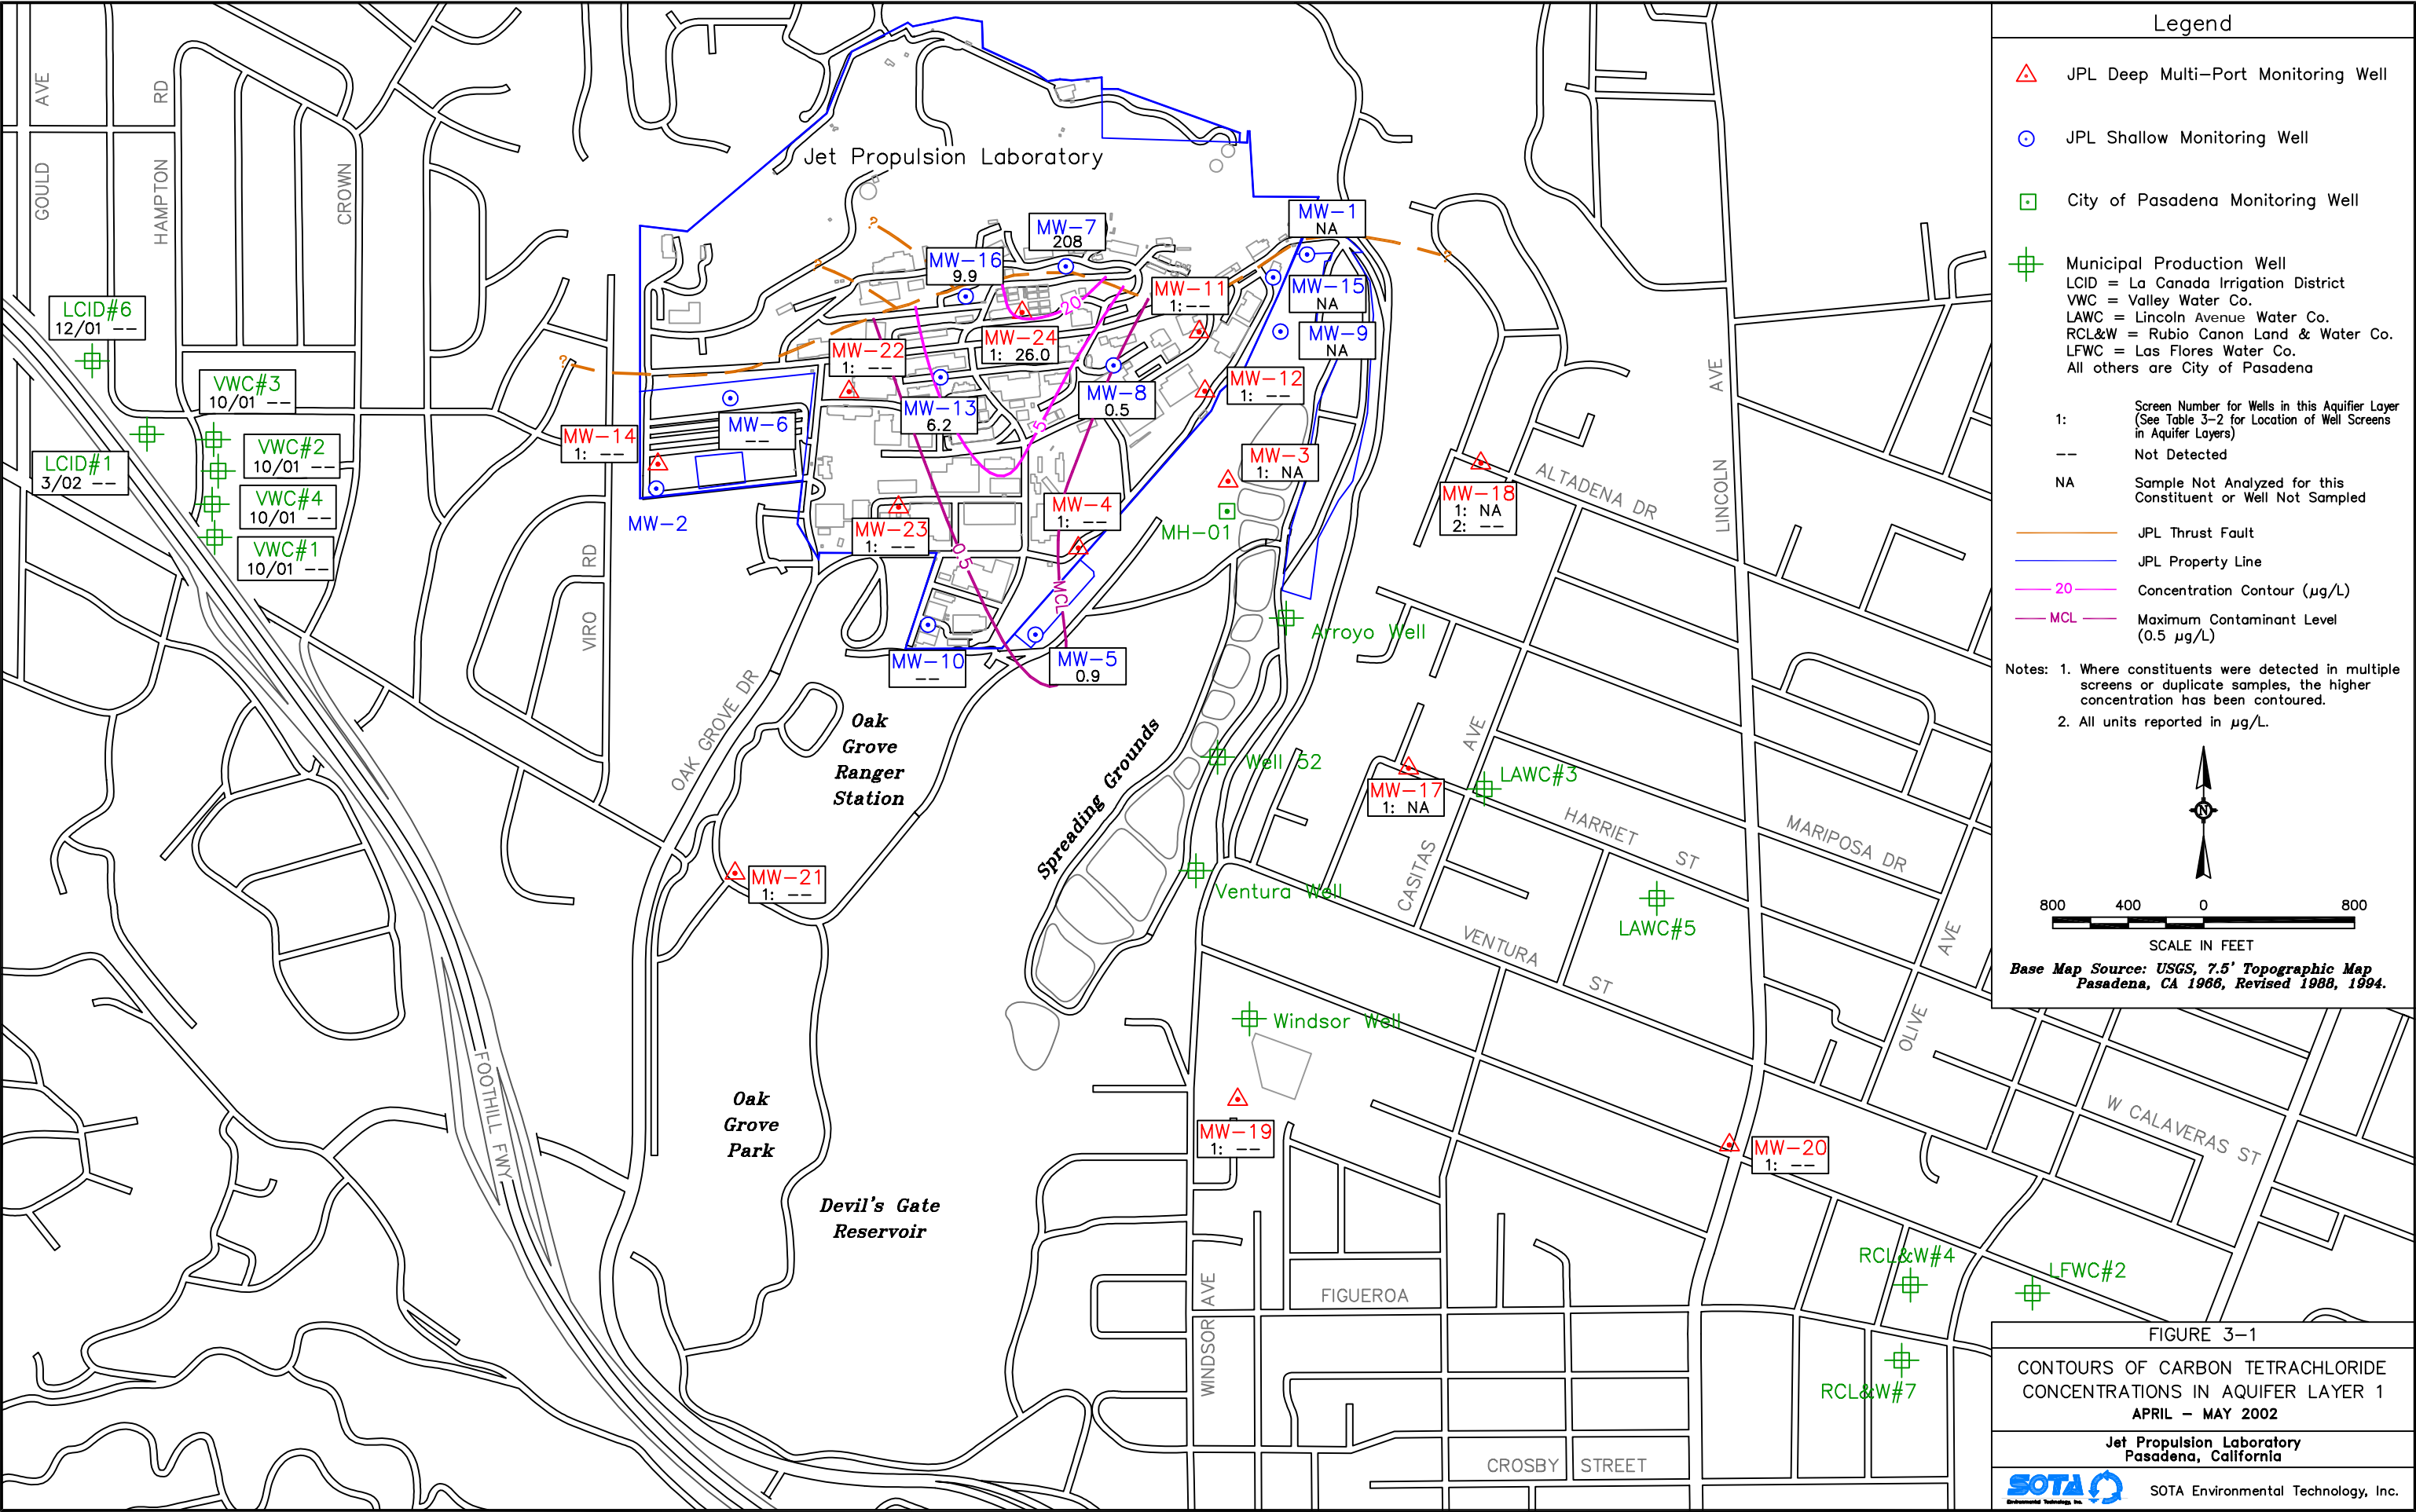 Legend
JPL Deep Multi-Port Monitoring Well
JPL Shallow Monitoring Well
City of Pasadena Monitoring Well
Municipal Production Well
LCID = La Canada Irrigation District
VWC = Valley Water Co.
LAWC = Lincoln Avenue Water Co.
RCL&W = Rubio Canon Land & Water Co.
LFWC = Las Flores Water Co.
All others are City of Pasadena
1:
Screen Number for Wells in this Aquifer Layer
(See Table 3-2 for Location of Well Screens
in Aquifer Layers)
-- Not Detected
NA Sample Not Analyzed for this
Constituent or Well Not Sampled
JPL Thrust Fault
JPL Property Line
20 Concentration Contour (µg/L)
MCL Maximum Contaminant Level
(0.5 µg/L)
Notes: 1. Where constituents were detected in multiple
screens or duplicate samples, the higher
concentration has been contoured.
2. All units reported in µg/L.
N
800 400 0 800
SCALE IN FEET
Base Map Source: USGS, 7.5' Topographic Map
Pasadena, CA 1966, Revised 1988, 1994.
FIGURE 3-1
CONTOURS OF CARBON TETRACHLORIDE
CONCENTRATIONS IN AQUIFER LAYER 1
APRIL - MAY 2002
Jet Propulsion Laboratory
Pasadena, California
SOTA
Environmental Technology, Inc.
SOTA Environmental Technology, Inc.
GOULD AVE
HAMPTON RD
CROWN
Jet Propulsion Laboratory
MW-1
NA
MW-7
208
MW-16
9.9
MW-11
1: --
MW-15
NA
MW-9
NA
MW-24
1: 26.0
MW-22
1: --
MW-12
1: --
MW-8
0.5
MW-13
6.2
MW-6
--
MW-14
1: --
MW-3
1: NA
MW-4
1: --
MW-23
1: --
MW-2
MH-01
MW-18
1: NA
2: --
MW-10
--
MW-5
0.9
20
5
0.5
MCL
?
?
?
?
LCID#6
12/01 --
VWC#3
10/01 --
VWC#2
10/01 --
LCID#1
3/02 --
VWC#4
10/01 --
VWC#1
10/01 --
VIRO RD
OAK GROVE DR
Oak
Grove
Ranger
Station
Spreading Grounds
Arroyo Well
Well 52
MW-17
1: NA
LAWC#3
Ventura Well
LAWC#5
MW-21
1: --
Windsor Well
MW-19
1: --
MW-20
1: --
Oak
Grove
Park
Devil's Gate
Reservoir
FOOTHILL FWY
ALTADENA DR
LINCOLN AVE
CASITAS AVE
HARRIET ST
MARIPOSA DR
VENTURA ST
OLIVE AVE
W CALAVERAS ST
WINDSOR AVE
FIGUEROA
CROSBY STREET
RCL&W#4
LFWC#2
RCL&W#7